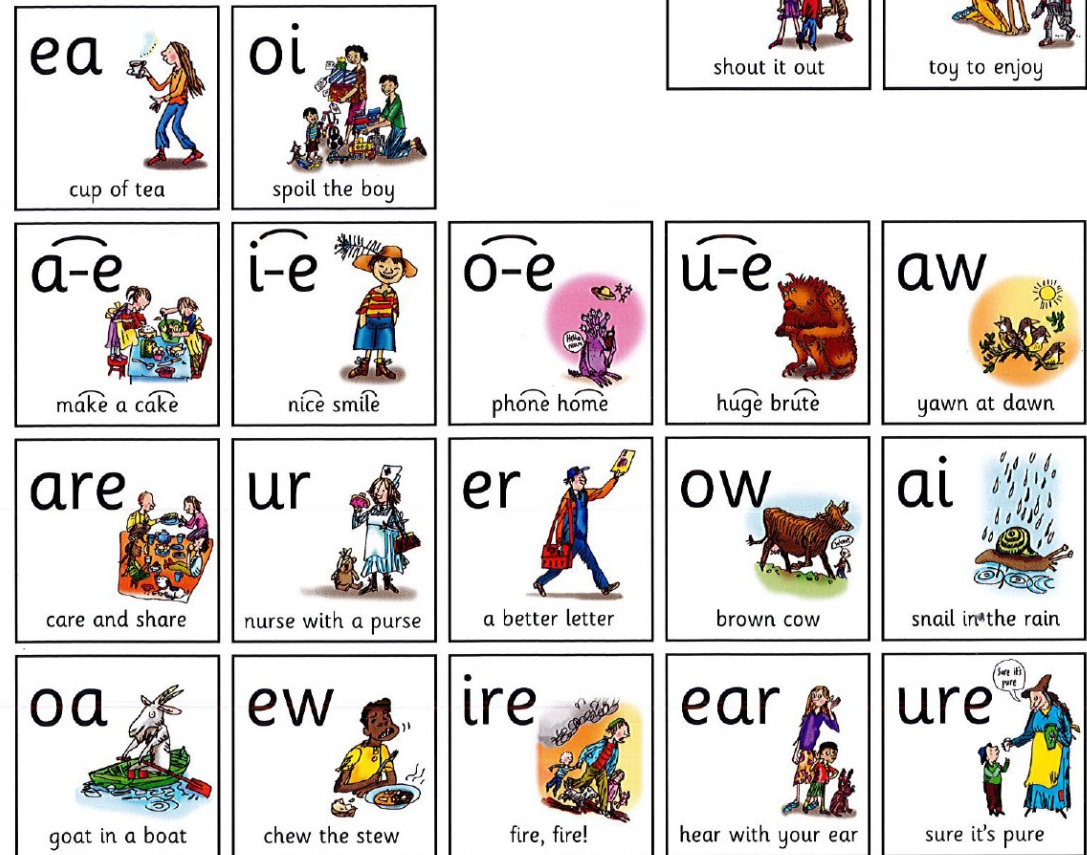 shout it out
toy to enjoy
ea
cup of tea
oi
spoil the boy
a-e
make a cake
i-e
nice smile
o-e
Hello
phone home
u-e
huge brute
aw
yawn at dawn
are
care and share
ur
nurse with a purse
er
a better letter
ow
brown cow
ai
snail in the rain
oa
goat in a boat
ew
chew the stew
ire
fire, fire!
ear
hear with your ear
ure
Sure it's
pure
sure it's pure